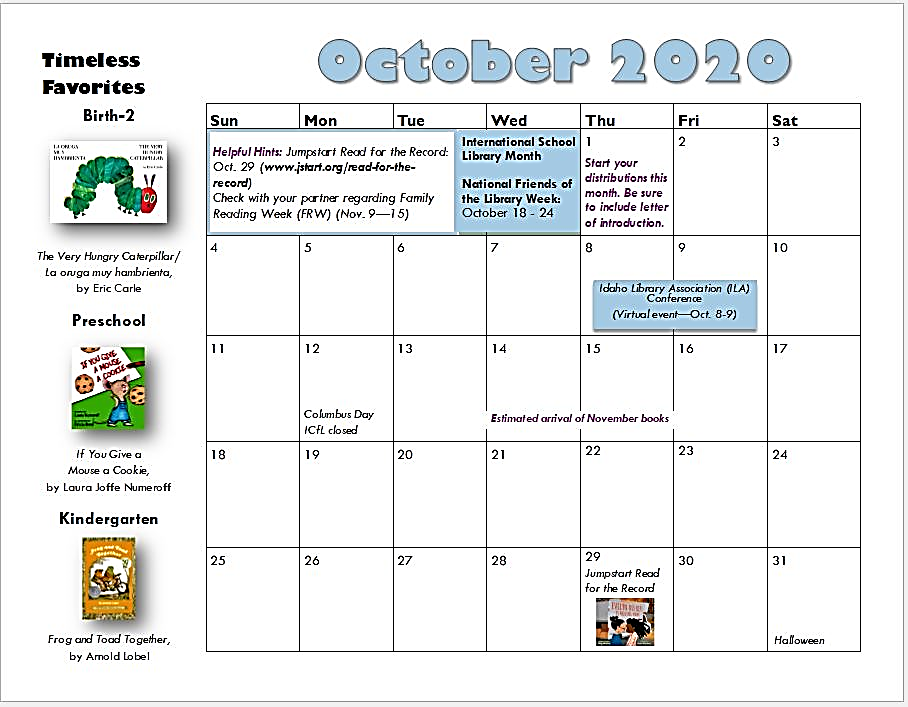 October 2020
Timeless
Favorites
Birth-2
LA ORUGA
MUY
HAMBRIENTA
THE VERY
HUNGRY
CATERPILLAR
The Very Hungry Caterpillar/
La oruga muy hambrienta,
by Eric Carle
Preschool
IF YOU GIVE
A MOUSE
A COOKIE
If You Give a
Mouse a Cookie,
by Laura Joffe Numeroff
Kindergarten
Frog and Toad
Together
Frog and Toad Together,
by Arnold Lobel
Sun Mon Tue Wed Thu Fri Sat
Helpful Hints: Jumpstart Read for the Record:
Oct. 29 (www.jstart.org/read-for-the-
record)
Check with your partner regarding Family
Reading Week (FRW) (Nov. 9—15)
International School
Library Month
National Friends of
the Library Week:
October 18 - 24
1 2 3
Start your
distributions this
month. Be sure
to include letter
of introduction.
4 5 6 7 8 9 10
Idaho Library Association (ILA)
Conference
(Virtual event—Oct. 8-9)
11 12 13 14 15 16 17
Columbus Day
ICfL closed
Estimated arrival of November books
18 19 20 21 22 23 24
25 26 27 28 29 30 31
Jumpstart Read
for the Record
Halloween